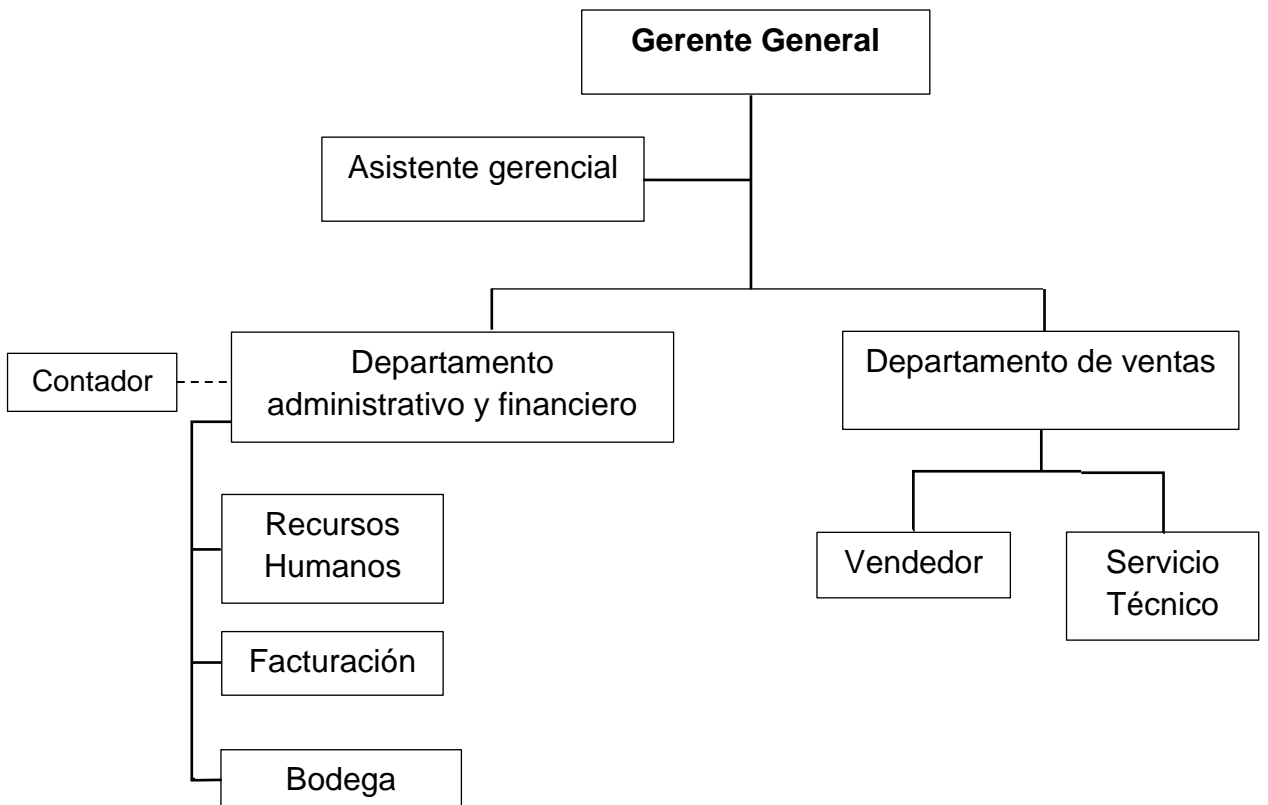 Gerente General
Asistente gerencial
Contador
Departamento
administrativo y financiero
Departamento de ventas
Recursos
Humanos
Facturación
Bodega
Vendedor
Servicio
Técnico